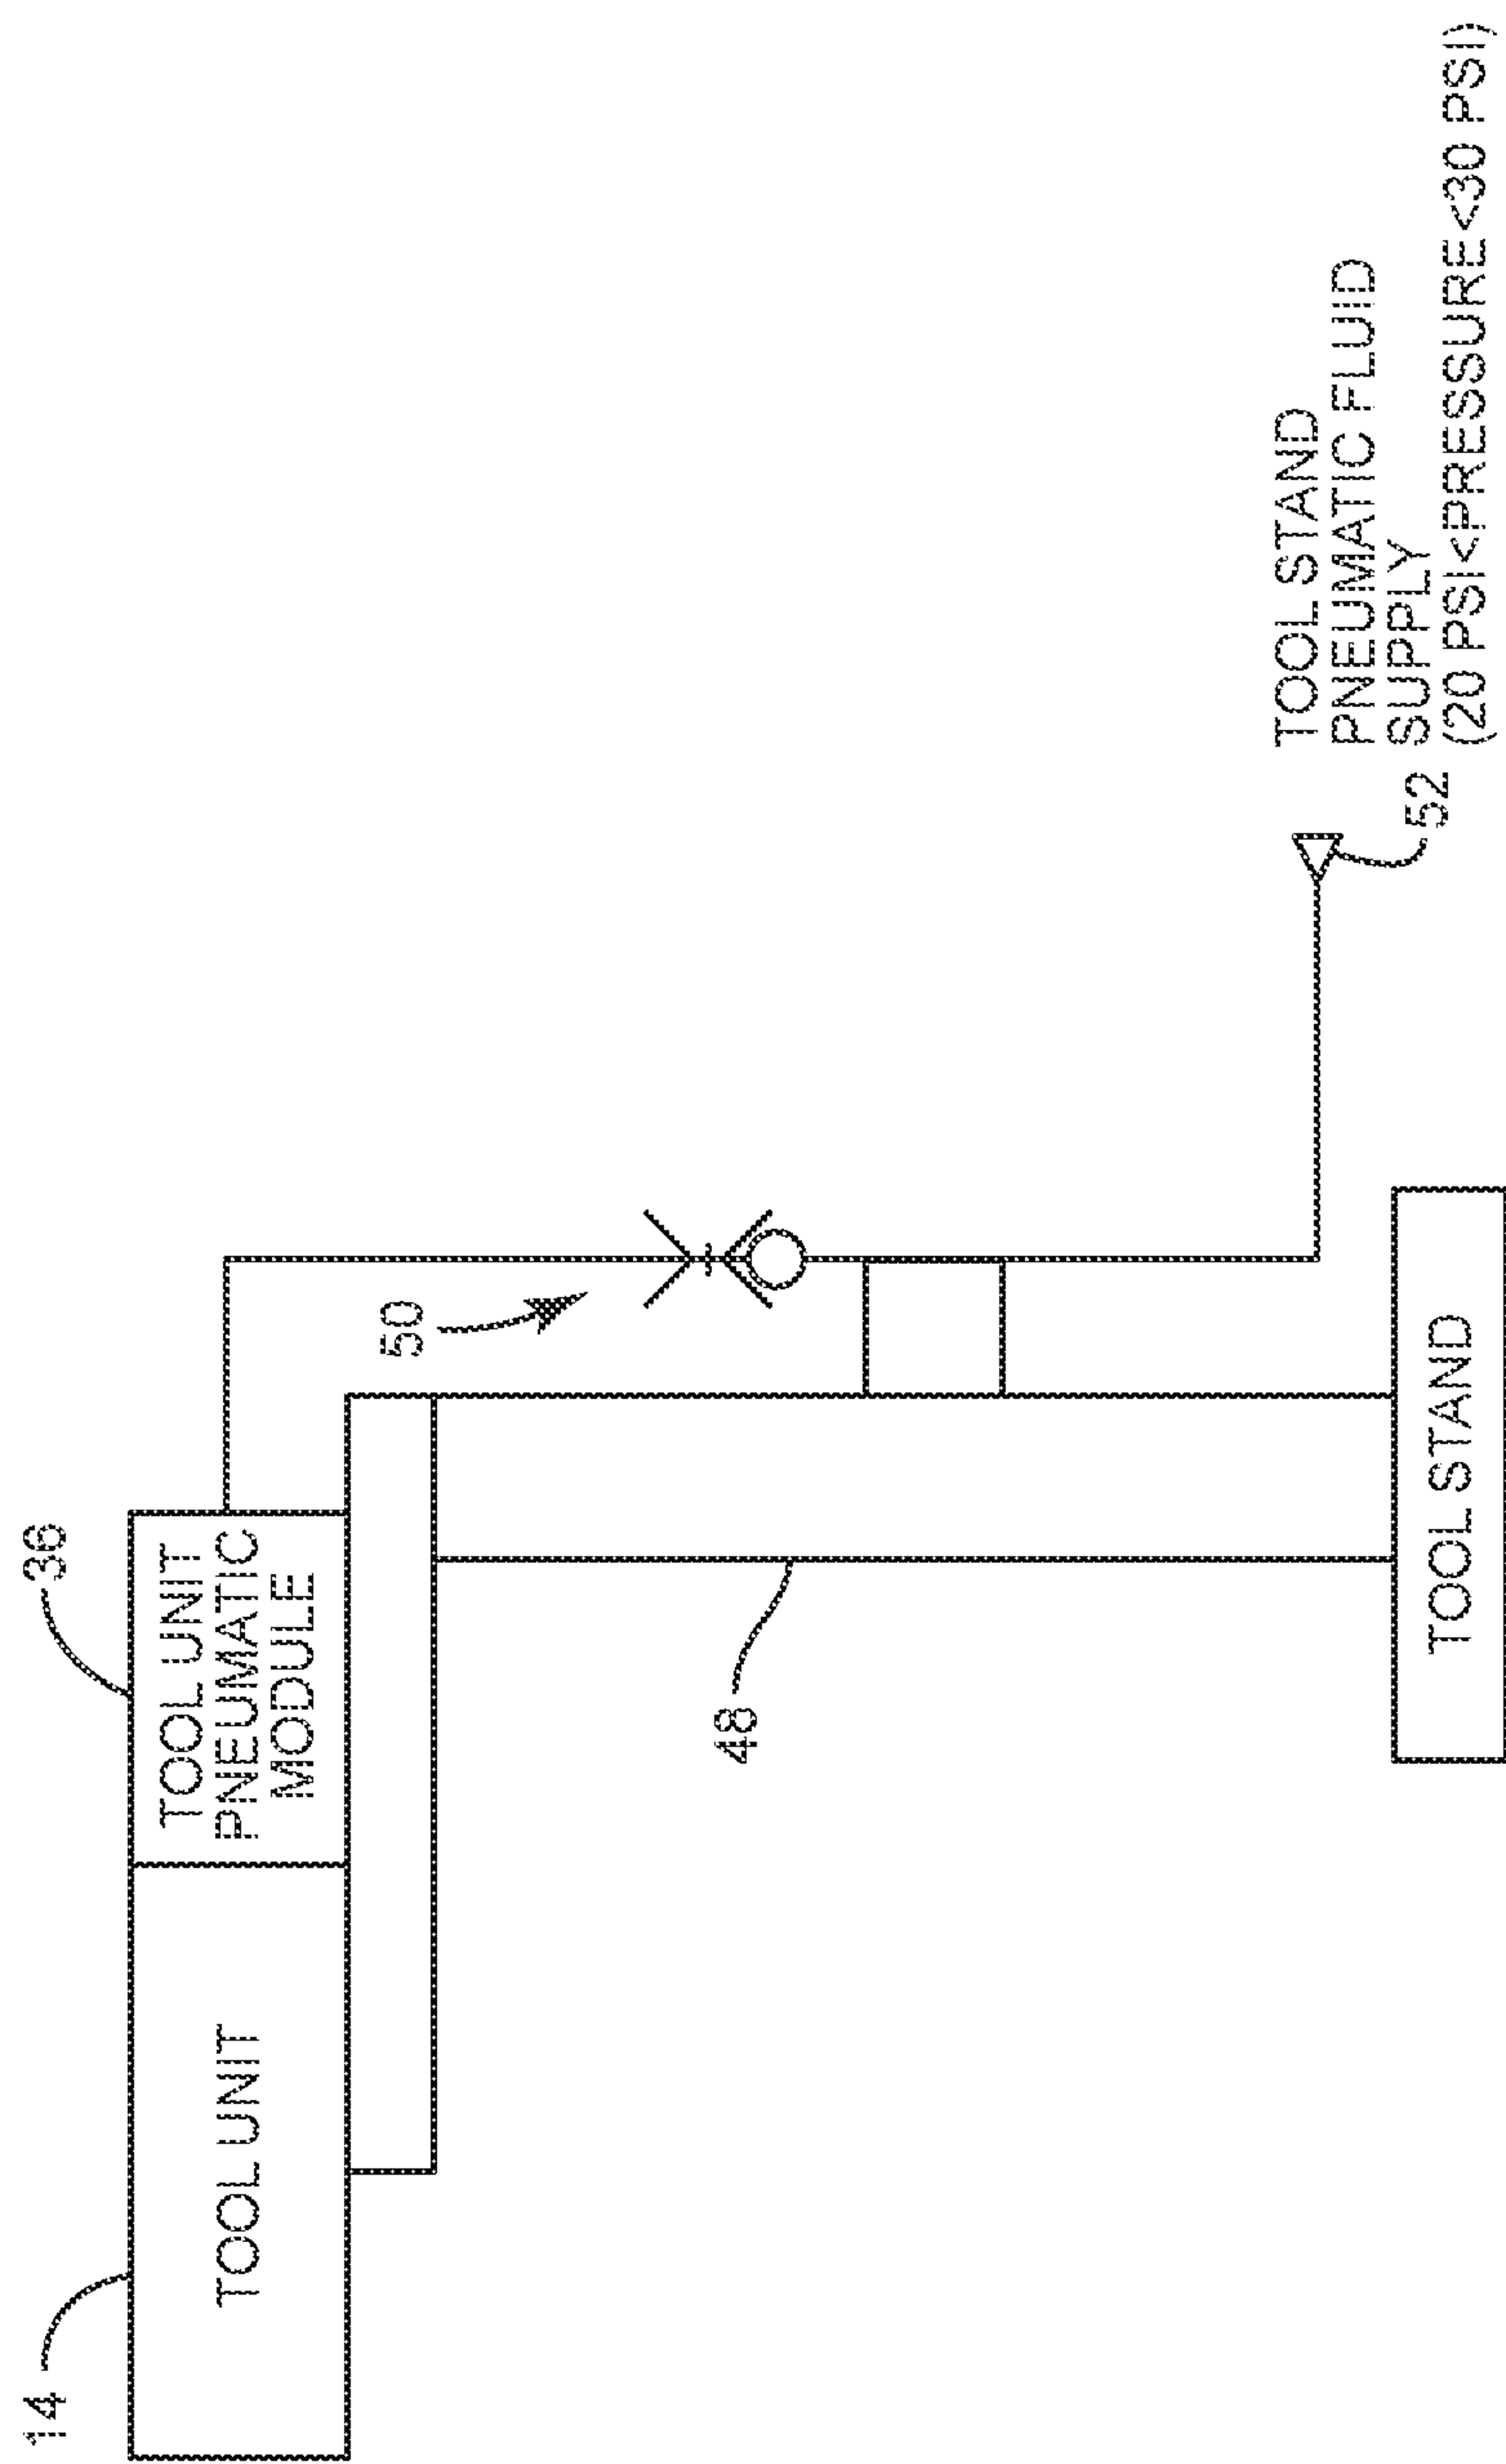 14
36
TOOL UNIT
TOOL UNIT
PNEUMATIC
MODULE
50
48
TOOL STAND
PNEUMATIC FLUID
SUPPLY
52
(20 PSI<PRESSURE<30 PSI)
TOOL STAND